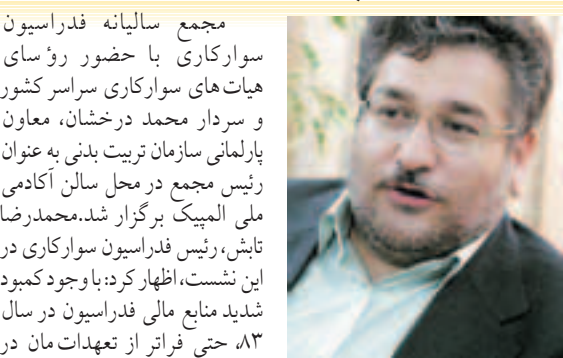 مجمع سالیانه فدراسیون
سوارکاری با حضور رؤسای
هیات‌های سوارکاری سراسر کشور
و سردار محمد درخشان، معاون
پارلمانی سازمان تربیت بدنی به عنوان
رئیس مجمع در محل سالن آکادمی
ملی المپیک برگزار شد.محمدرضا
تابش، رئیس فدراسیون سوارکاری در
این نشست، اظهار کرد: با وجود کمبود
شدید منابع مالی فدراسیون در سال
۸۳، حتی فراتر از تعهدات‌مان در